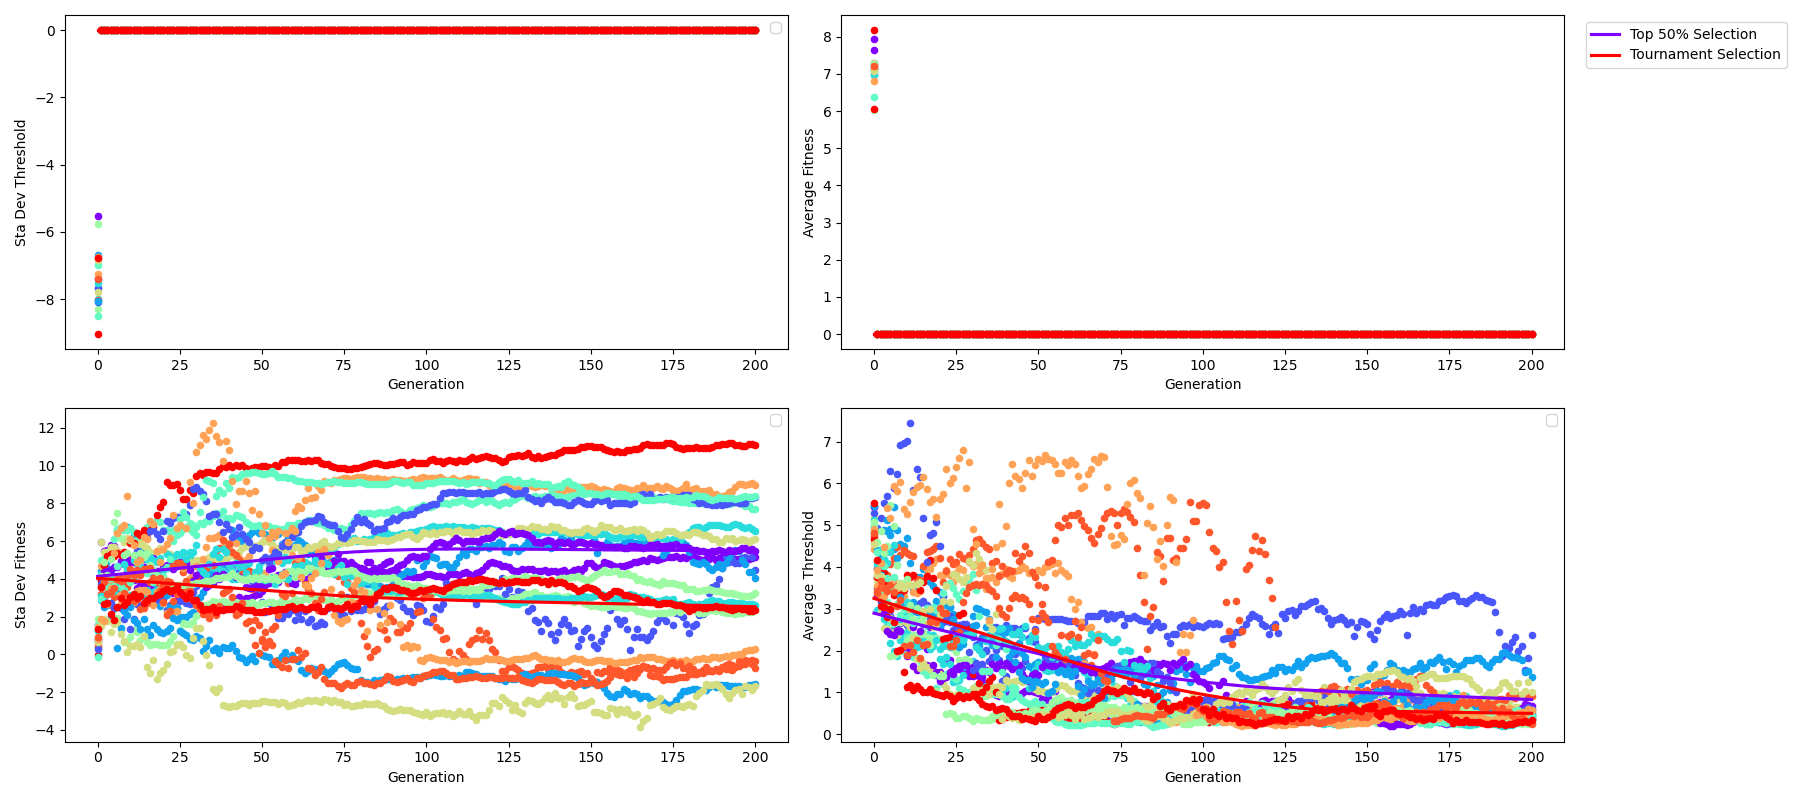 Sta Dev Threshold
0
−2
−4
−6
−8
0 25 50 75 100 125 150 175 200
Generation
Average Fitness
8
7
6
5
4
3
2
1
0
0 25 50 75 100 125 150 175 200
Generation
Top 50% Selection
Tournament Selection
Sta Dev Fitness
12
10
8
6
4
2
0
−2
−4
0 25 50 75 100 125 150 175 200
Generation
Average Threshold
7
6
5
4
3
2
1
0
0 25 50 75 100 125 150 175 200
Generation